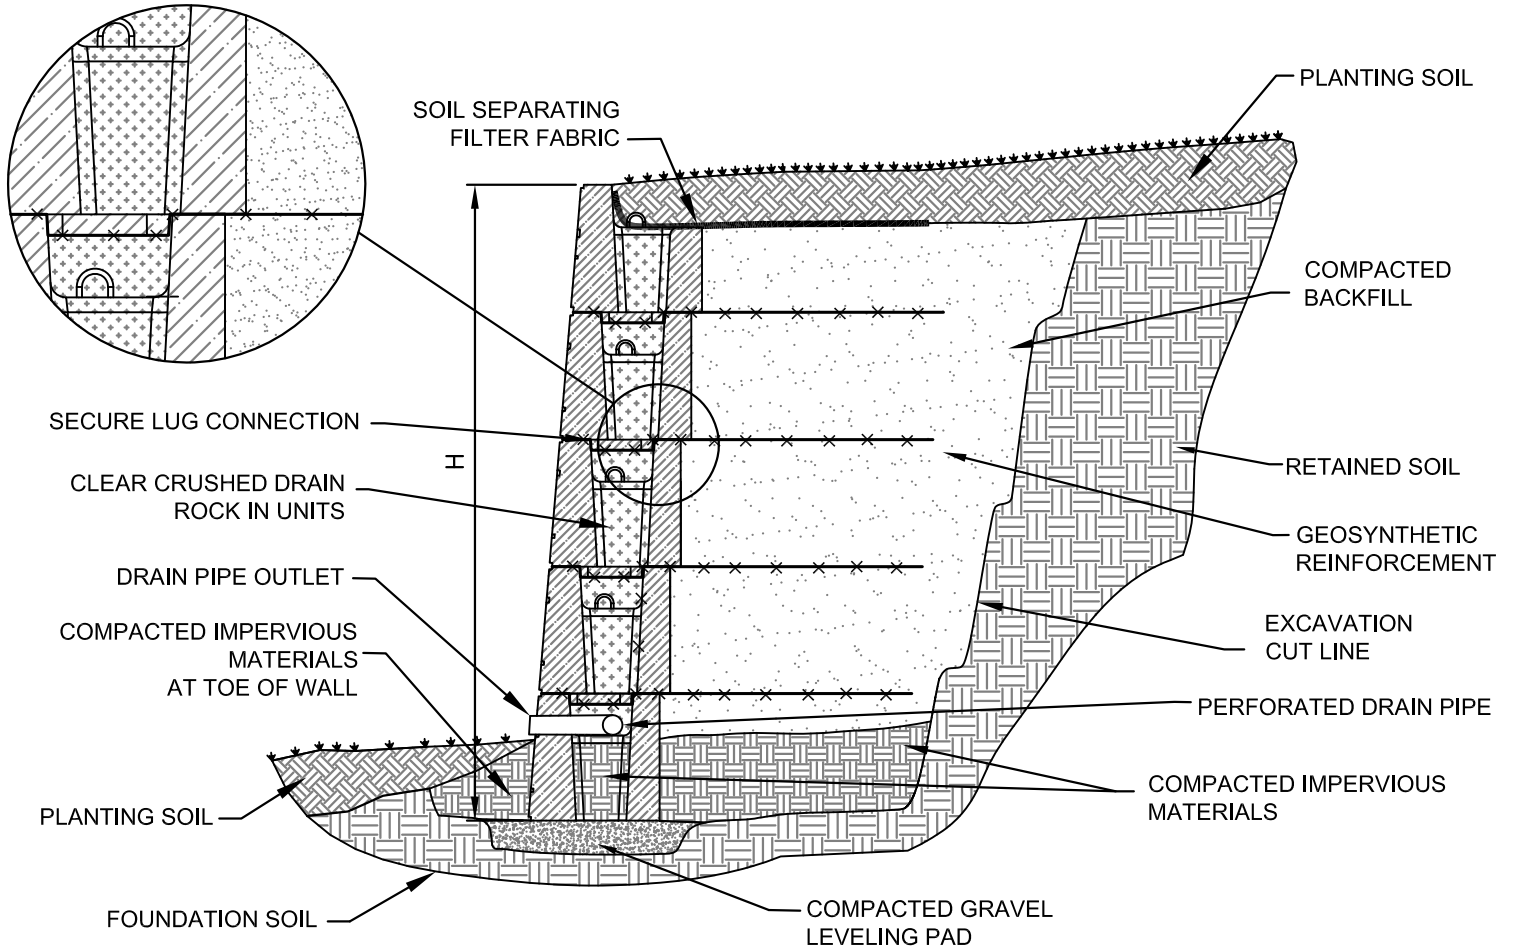 SOIL SEPARATING
FILTER FABRIC
PLANTING SOIL
COMPACTED
BACKFILL
SECURE LUG CONNECTION
H
CLEAR CRUSHED DRAIN
ROCK IN UNITS
RETAINED SOIL
GEOSYNTHETIC
REINFORCEMENT
DRAIN PIPE OUTLET
COMPACTED IMPERVIOUS
MATERIALS
AT TOE OF WALL
EXCAVATION
CUT LINE
PERFORATED DRAIN PIPE
PLANTING SOIL
COMPACTED IMPERVIOUS
MATERIALS
FOUNDATION SOIL
COMPACTED GRAVEL
LEVELING PAD